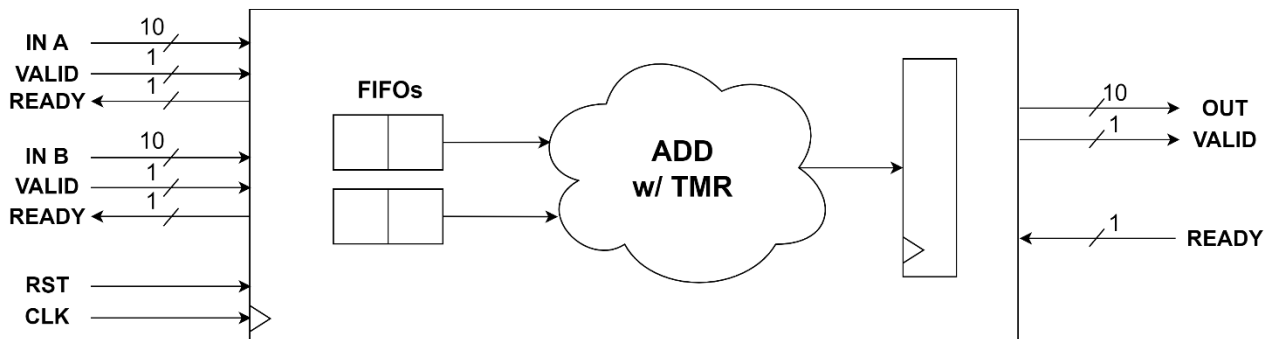 IN A
10
VALID
1
READY
1
IN B
10
VALID
1
READY
1
RST
CLK
FIFOs
ADD
w/ TMR
10
OUT
1
VALID
1
READY